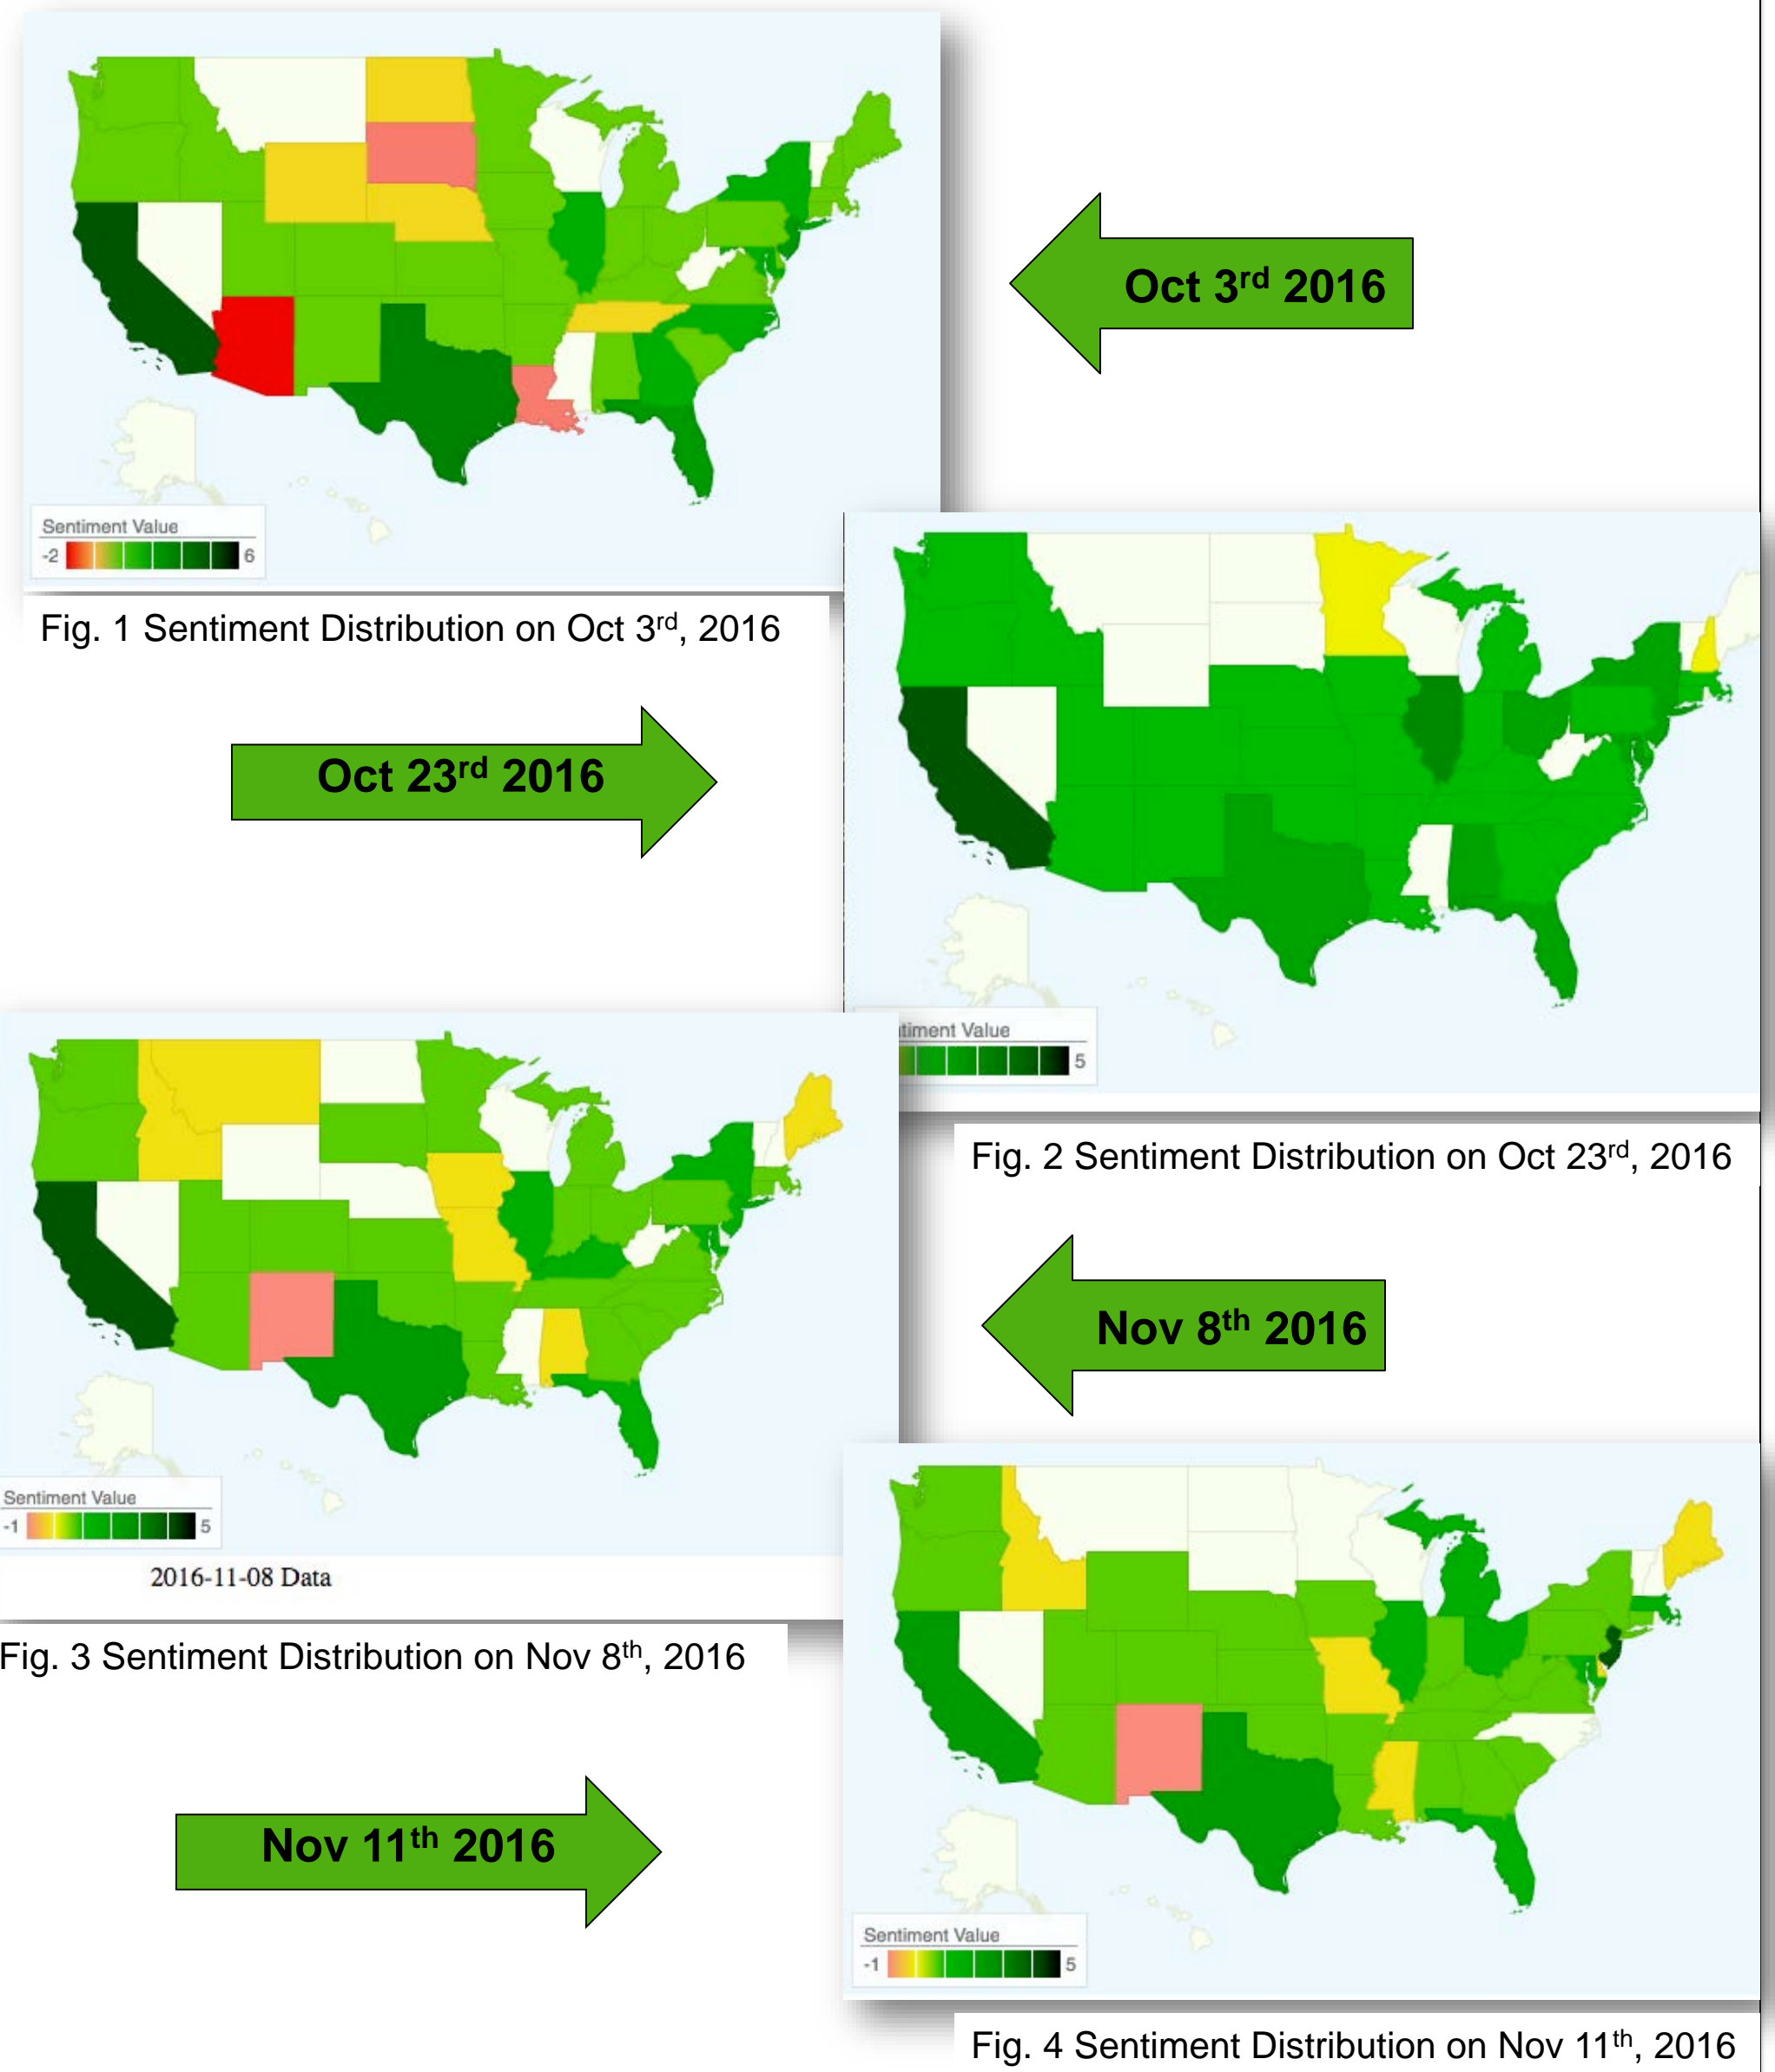 Oct 3rd 2016
Sentiment Value
-2 6
Fig. 1 Sentiment Distribution on Oct 3rd, 2016
Oct 23rd 2016
timent Value
5
Fig. 2 Sentiment Distribution on Oct 23rd, 2016
Nov 8th 2016
Sentiment Value
-1 5
2016-11-08 Data
Fig. 3 Sentiment Distribution on Nov 8th, 2016
Nov 11th 2016
Sentiment Value
-1 5
Fig. 4 Sentiment Distribution on Nov 11th, 2016